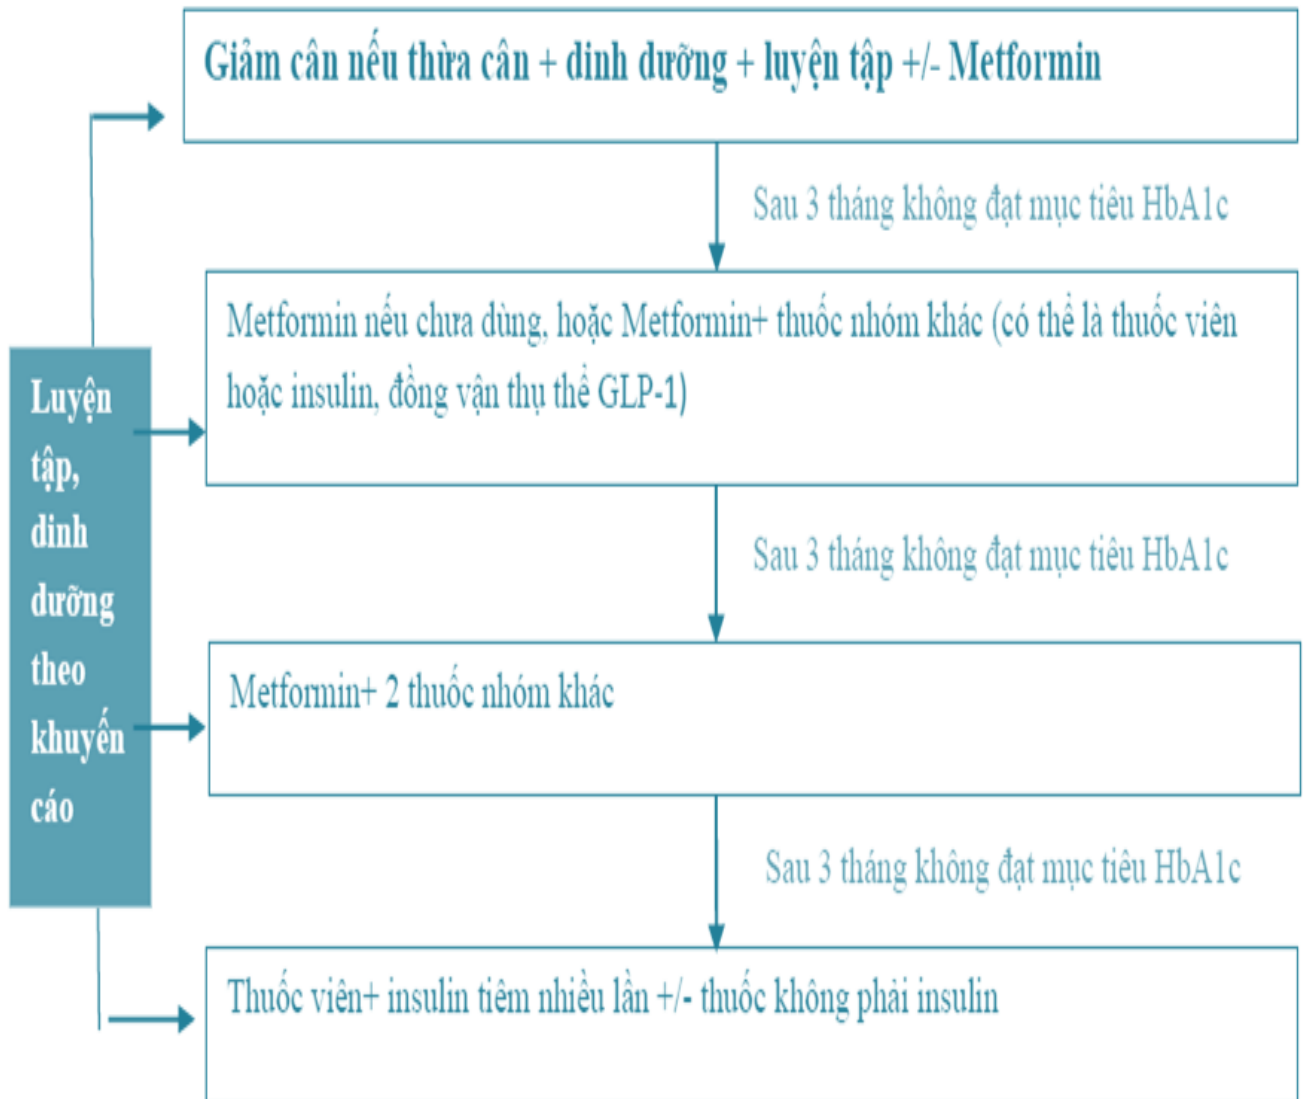 Giảm cân nếu thừa cân + dinh dưỡng + luyện tập +/- Metformin
Sau 3 tháng không đạt mục tiêu HbA1c
Metformin nếu chưa dùng, hoặc Metformin+ thuốc nhóm khác (có thể là thuốc viên
hoặc insulin, đồng vận thụ thể GLP-1)
Sau 3 tháng không đạt mục tiêu HbA1c
Metformin+ 2 thuốc nhóm khác
Sau 3 tháng không đạt mục tiêu HbA1c
Thuốc viên+ insulin tiêm nhiều lần +/- thuốc không phải insulin
Luyện
tập,
dinh
dưỡng
theo
khuyến
cáo